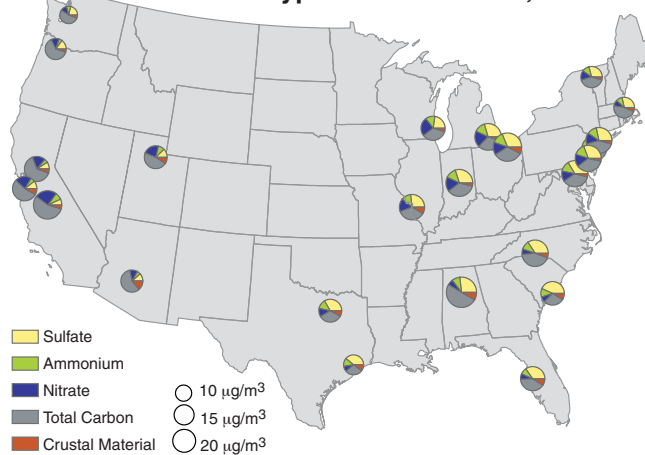 Sulfate
Ammonium
Nitrate
Total Carbon
Crustal Material
10 μg/m³
15 μg/m³
20 μg/m³